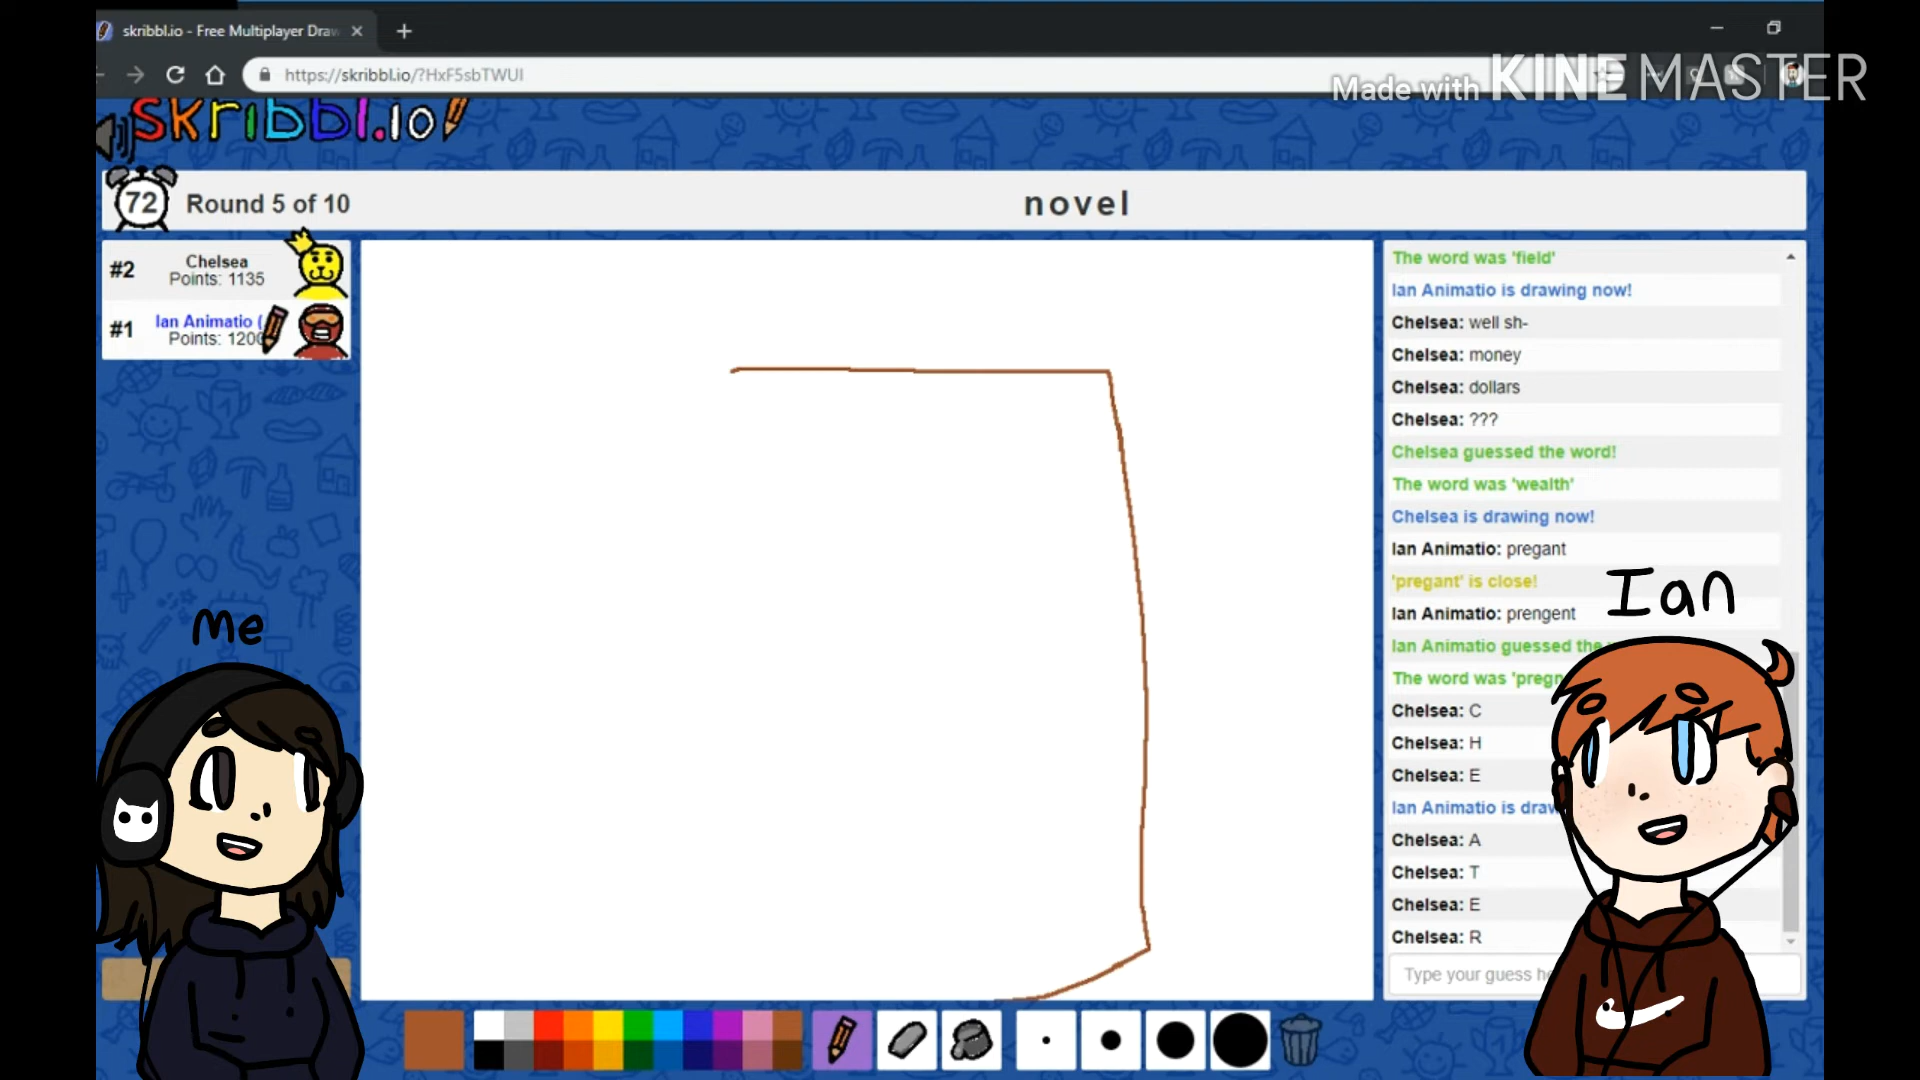 skribbl.io - Free Multiplayer Draw
https://skribbl.io/?HxF5sbTWUI
Made with KINEMASTER
skribbl.io
72
Round 5 of 10
novel
#2
Chelsea
Points: 1135
#1
Ian Animatio (
Points: 1200
The word was 'field'
Ian Animatio is drawing now!
Chelsea: well sh-
Chelsea: money
Chelsea: dollars
Chelsea: ???
Chelsea guessed the word!
The word was 'wealth'
Chelsea is drawing now!
Ian Animatio: pregant
'pregant' is close!
Ian Animatio: prengent
Ian Animatio guessed the
The word was 'pregn
Chelsea: C
Chelsea: H
Chelsea: E
Ian Animatio is draw
Chelsea: A
Chelsea: T
Chelsea: E
Chelsea: R
Type your guess he
Me
Ian